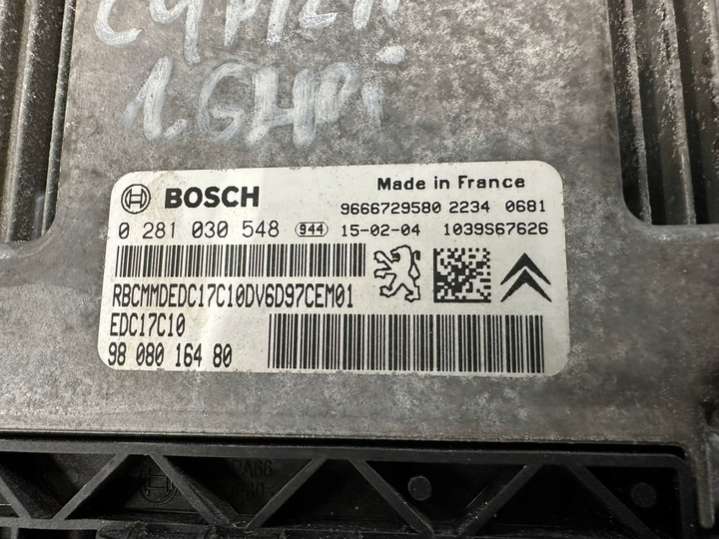 1.6HDi
BOSCH
Made in France
9666729580 2234 0681
0 281 030 548 944 15-02-04 1039S67626
RBCMMDEDC17C10DV6D97CEM01
EDC17C10
98 080 164 80